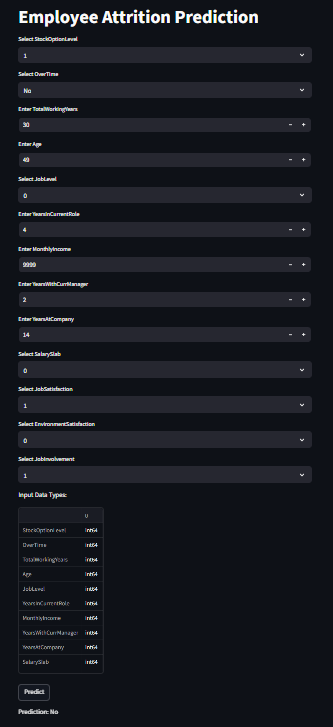 Employee Attrition Prediction
Select StockOptionLevel
1
Select OverTime
No
Enter TotalWorkingYears
30
Enter Age
49
Select JobLevel
0
Enter YearsInCurrentRole
4
Enter MonthlyIncome
9999
Enter YearsWithCurrManager
2
Enter YearsAtCompany
14
Select SalarySlab
0
Select JobSatisfaction
1
Select EnvironmentSatisfaction
0
Select JobInvolvement
1
Input Data Types:
0
StockOptionLevel int64
OverTime int64
TotalWorkingYears int64
Age int64
JobLevel int64
YearsInCurrentRole int64
MonthlyIncome int64
YearsWithCurrManager int64
YearsAtCompany int64
SalarySlab int64
Predict
Prediction: No